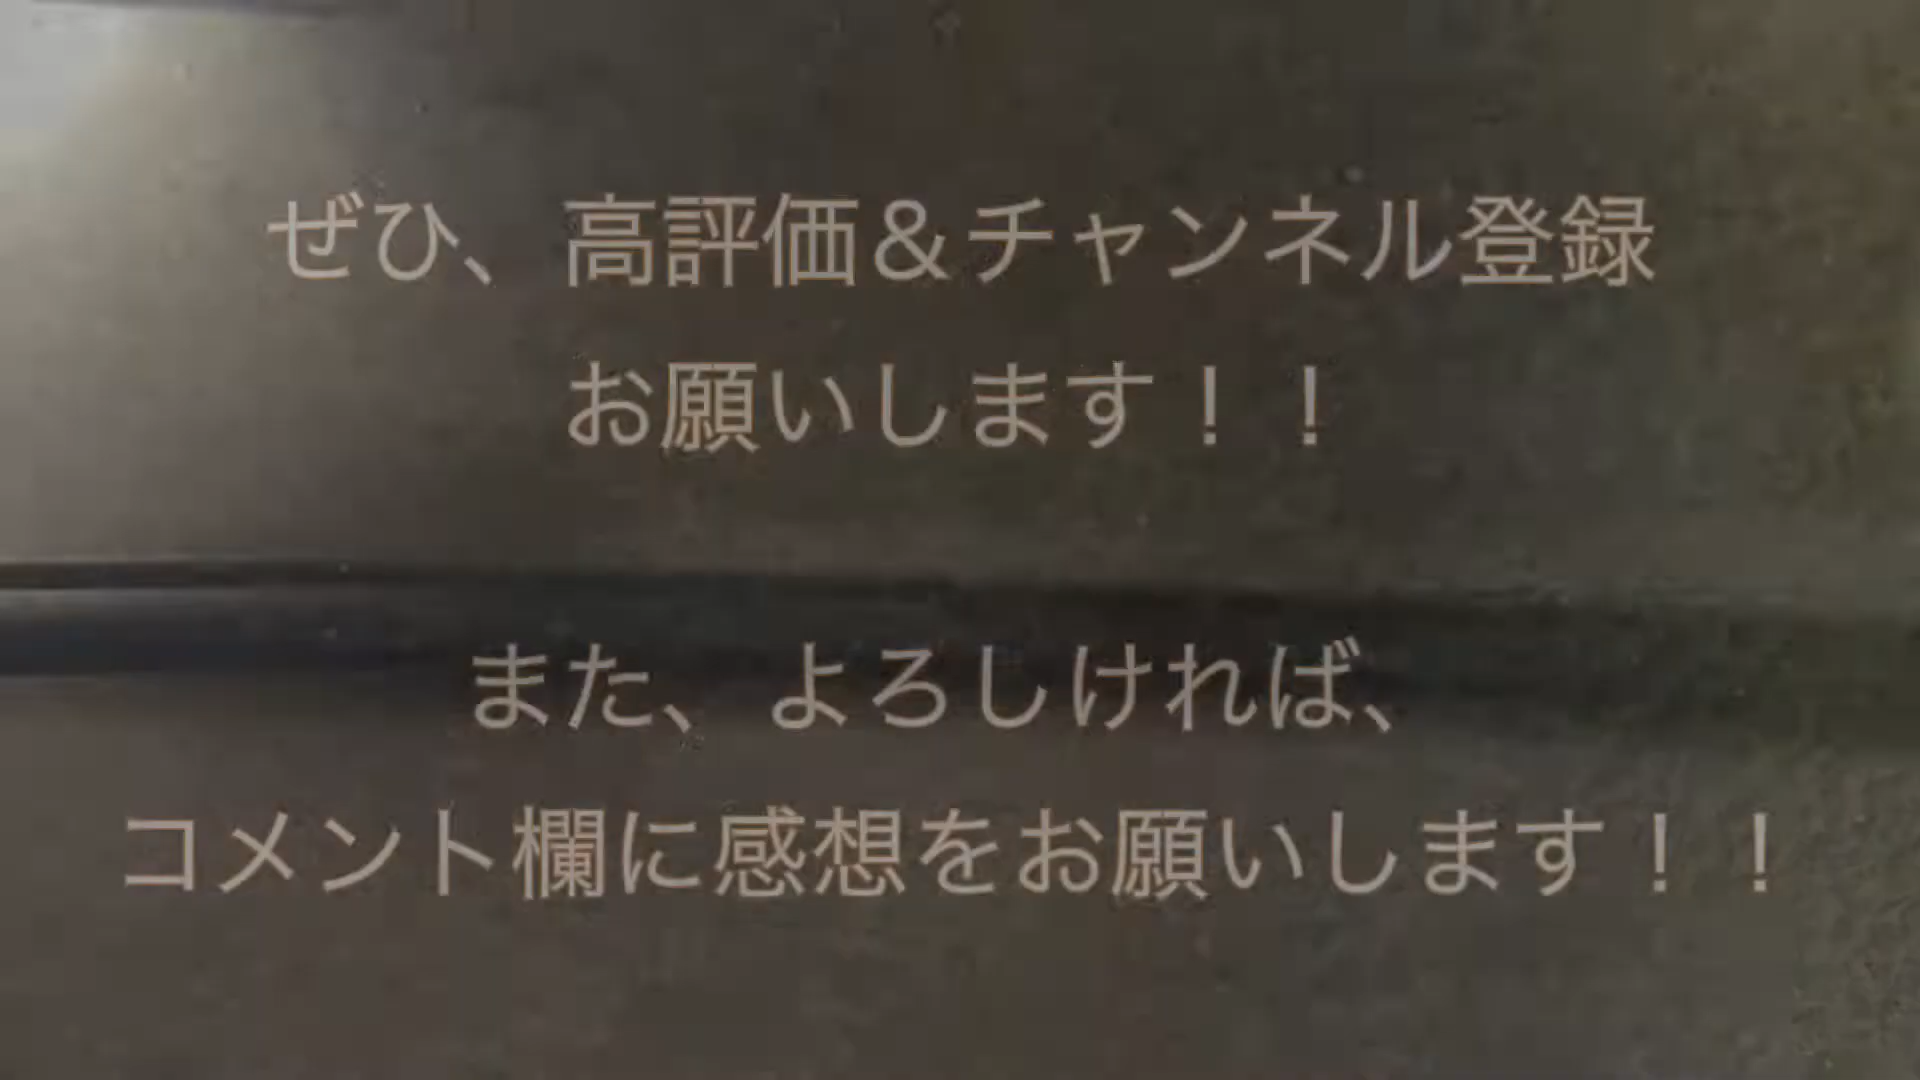 ぜひ、高評価＆チャンネル登録
お願いします！！
また、よろしければ、
コメント欄に感想をお願いします！！